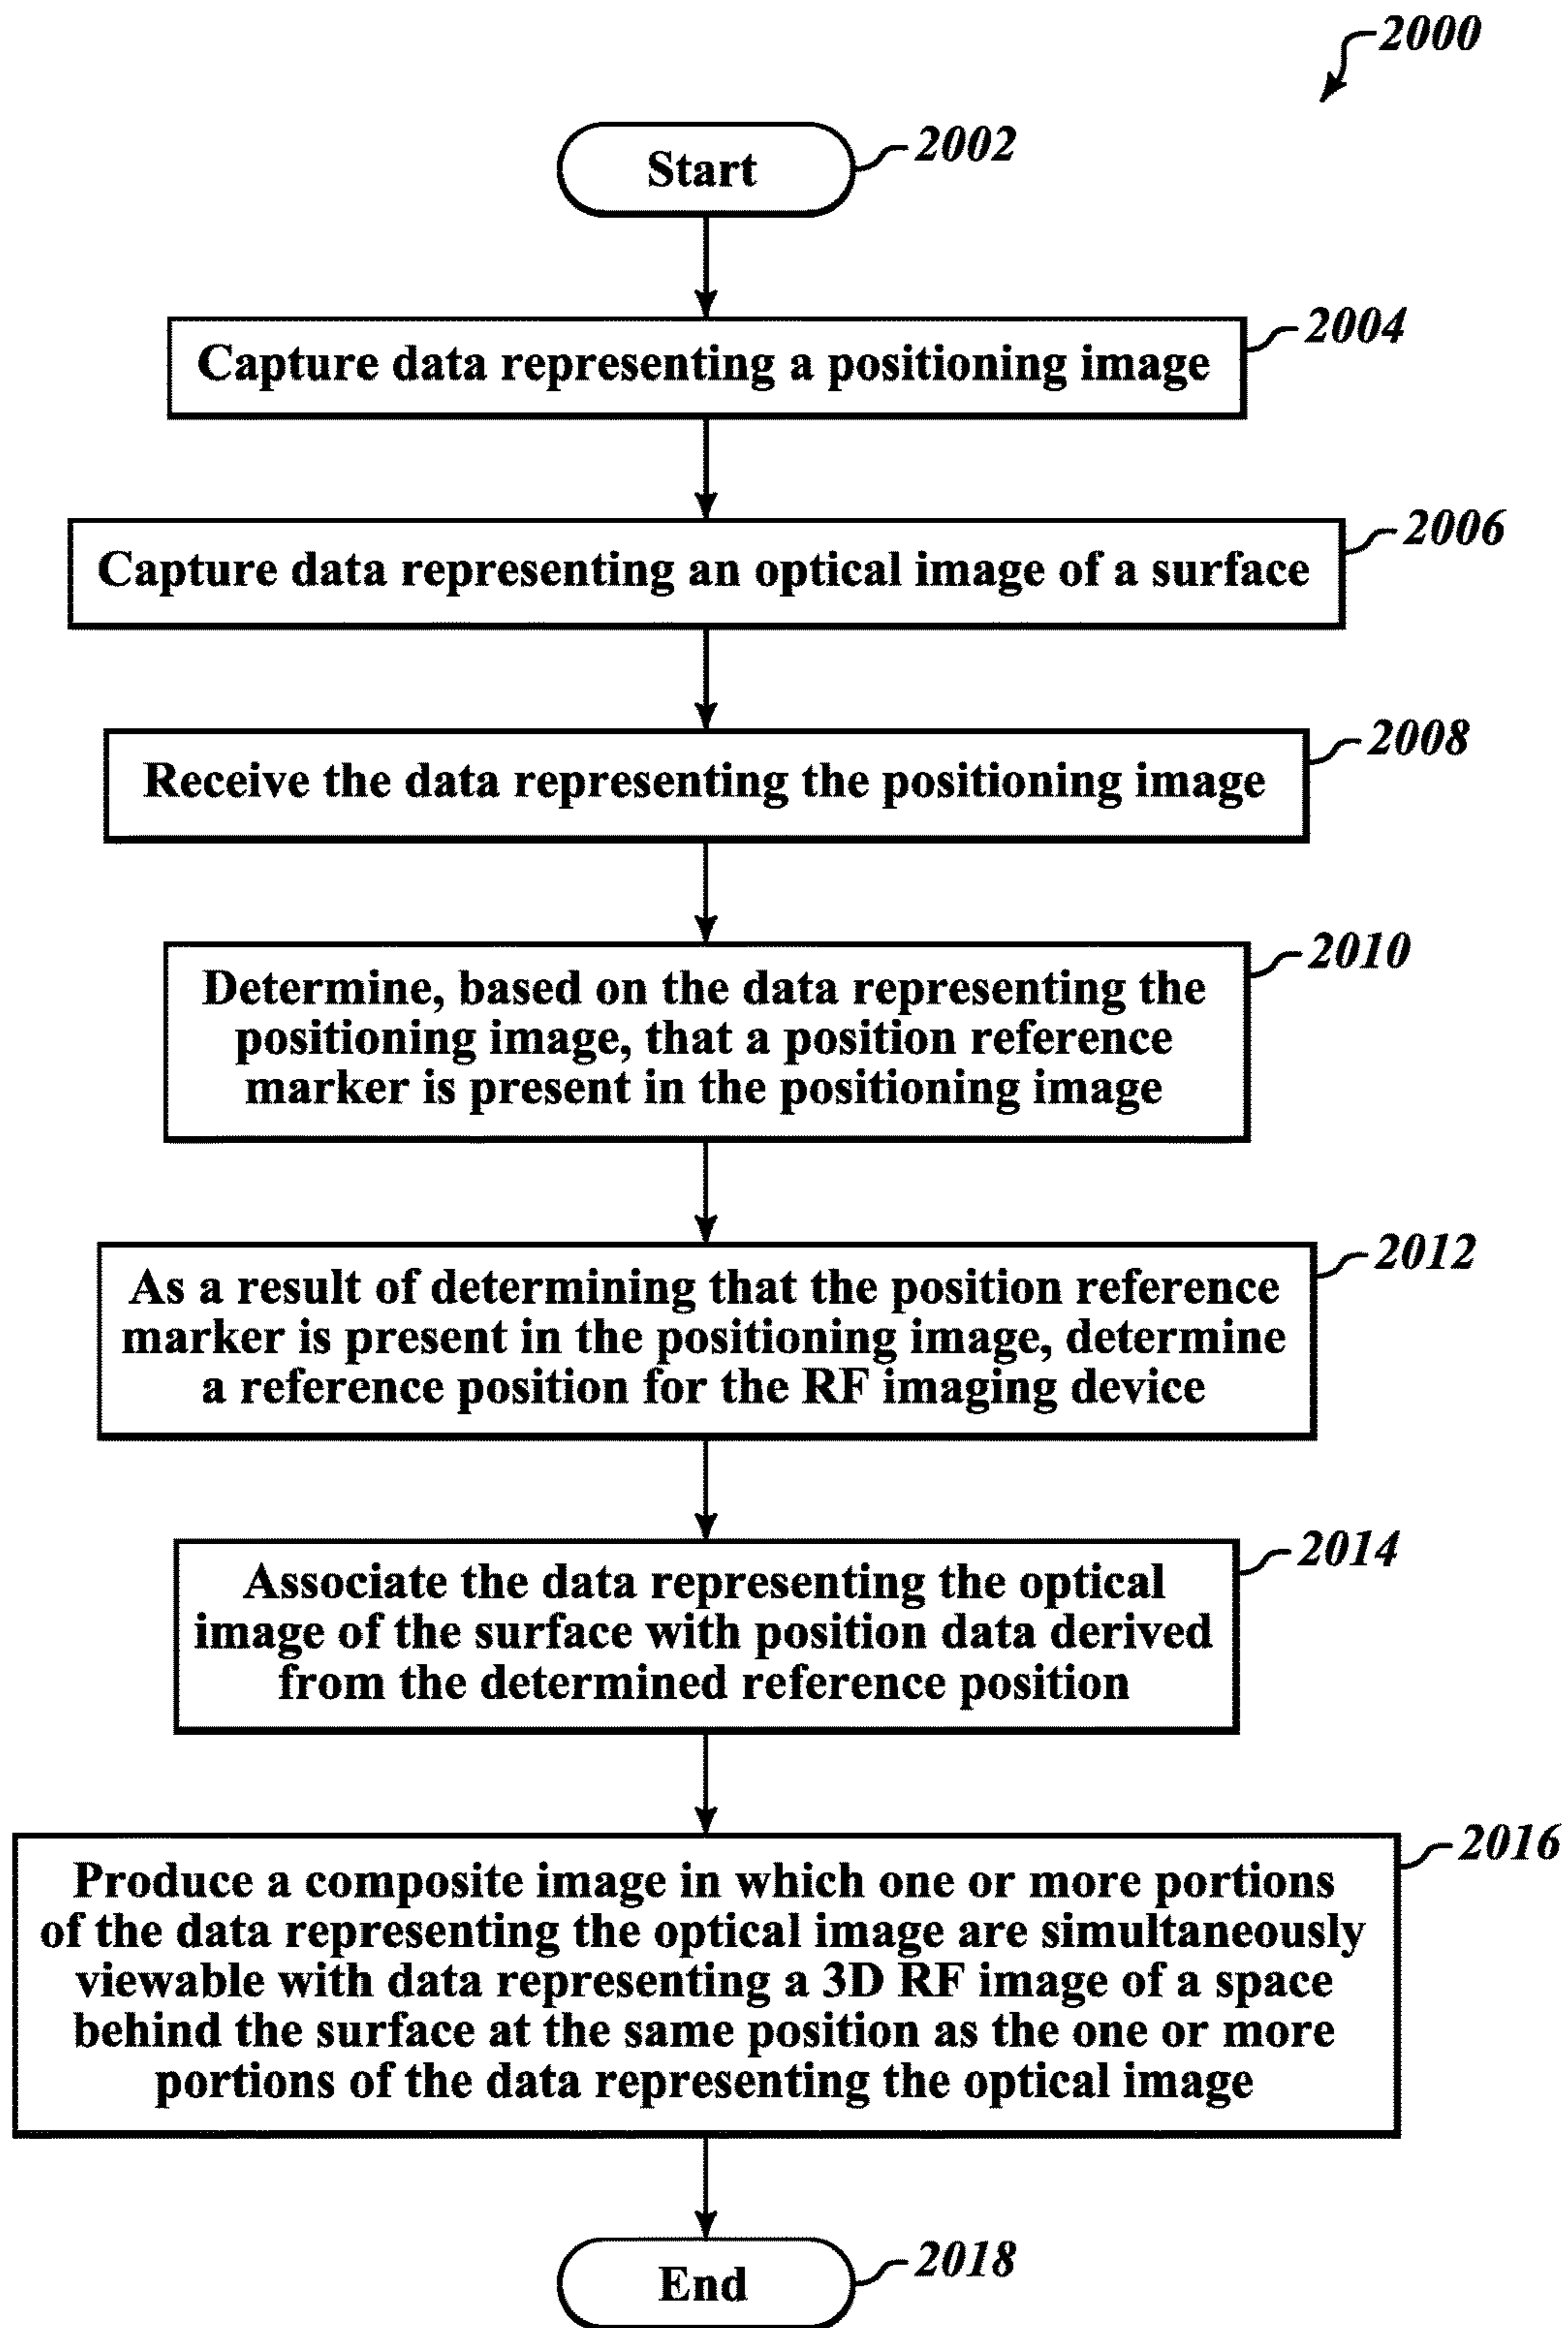 2000
Start
2002
Capture data representing a positioning image
2004
Capture data representing an optical image of a surface
2006
Receive the data representing the positioning image
2008
Determine, based on the data representing the
positioning image, that a position reference
marker is present in the positioning image
2010
As a result of determining that the position reference
marker is present in the positioning image, determine
a reference position for the RF imaging device
2012
Associate the data representing the optical
image of the surface with position data derived
from the determined reference position
2014
Produce a composite image in which one or more portions
of the data representing the optical image are simultaneously
viewable with data representing a 3D RF image of a space
behind the surface at the same position as the one or more
portions of the data representing the optical image
2016
End
2018